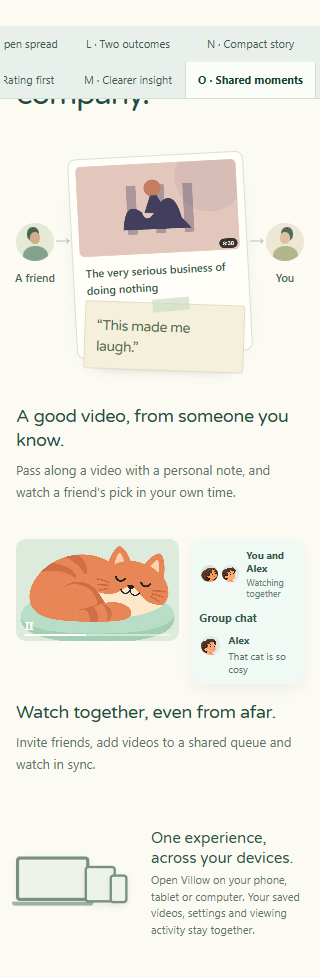 pen spread
L · Two outcomes
N · Compact story
Rating first
M · Clearer insight
O · Shared moments
company.
8:30
A friend
You
The very serious business of
doing nothing
“This made me
laugh.”
A good video, from someone you
know.
Pass along a video with a personal note, and
watch a friend's pick in your own time.
You and
Alex
Watching
together
Group chat
Alex
That cat is so
cosy
Watch together, even from afar.
Invite friends, add videos to a shared queue and
watch in sync.
One experience,
across your devices.
Open Villow on your phone,
tablet or computer. Your saved
videos, settings and viewing
activity stay together.